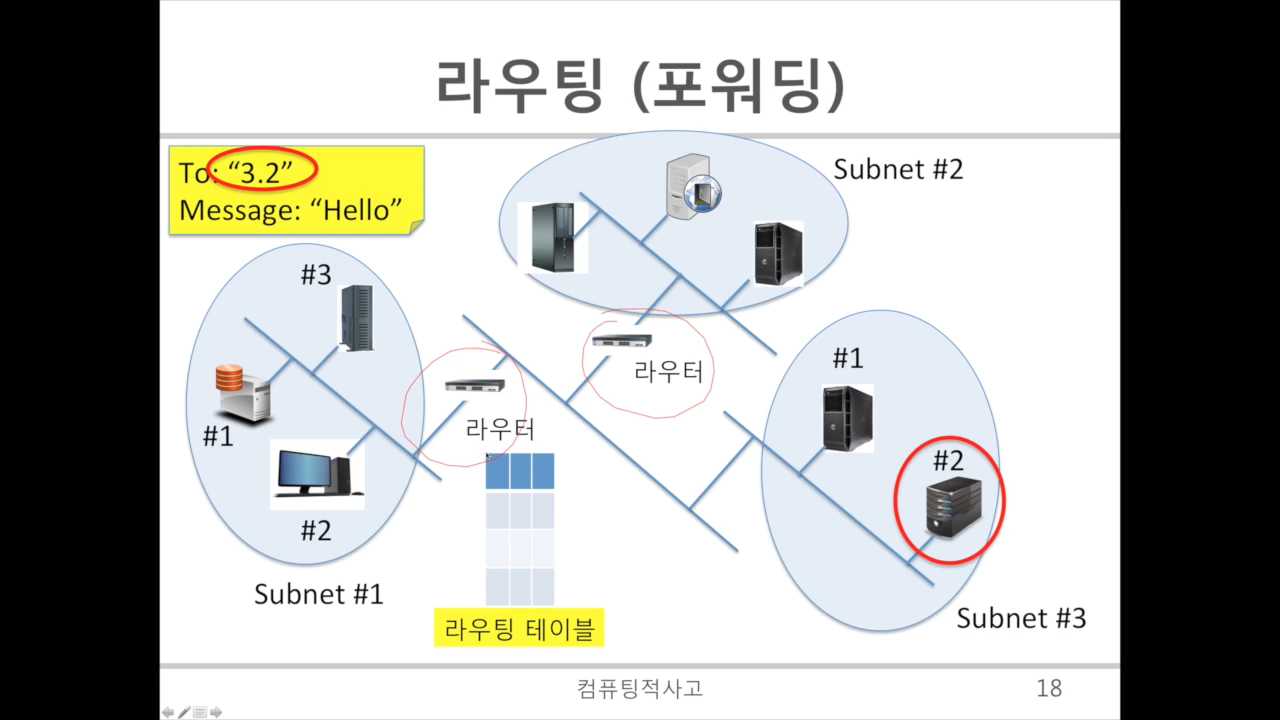 라우팅 (포워딩)
To: “3.2”
Message: “Hello”
Subnet #2
#3
#1
#2
Subnet #1
라우터
라우터
라우팅 테이블
#1
#2
Subnet #3
컴퓨팅적사고
18